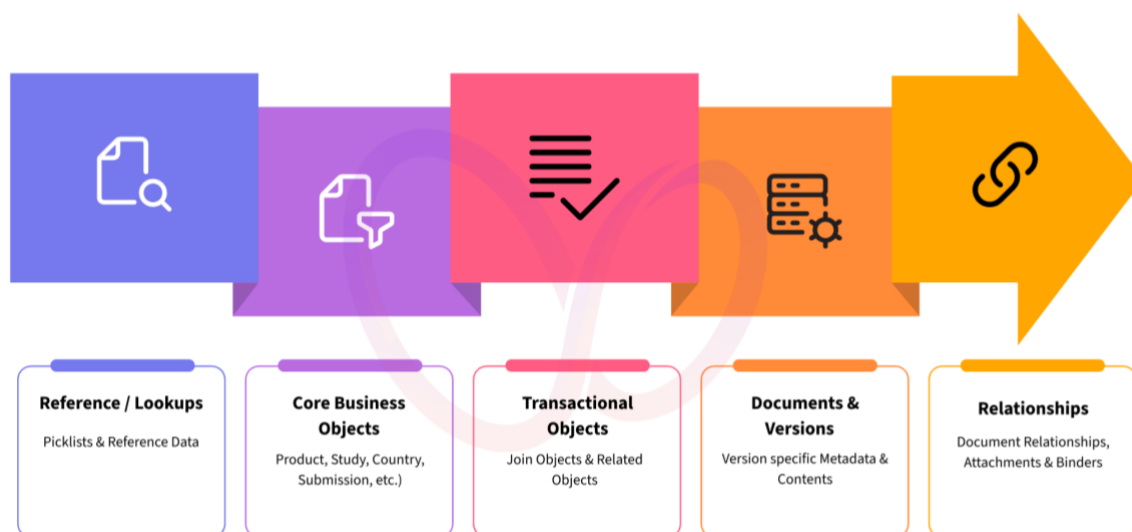 Reference / Lookups
Picklists & Reference Data
Core Business
Objects
Product, Study, Country,
Submission, etc.)
Transactional
Objects
Join Objects & Related
Objects
Documents &
Versions
Version specific Metadata &
Contents
Relationships
Document Relationships,
Attachments & Binders